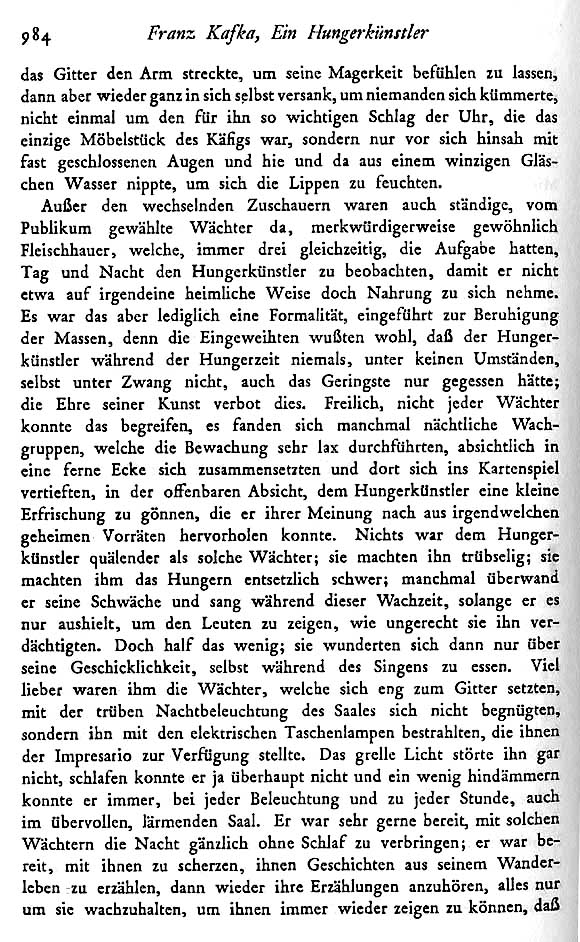 984 Franz Kafka, Ein Hungerkünstler
das Gitter den Arm streckte, um seine Magerkeit befühlen zu lassen,
dann aber wieder ganz in sich selbst versank, um niemanden sich kümmerte,
nicht einmal um den für ihn so wichtigen Schlag der Uhr, die das
einzige Möbelstück des Käfigs war, sondern nur vor sich hinsah mit
fast geschlossenen Augen und hie und da aus einem winzigen Gläs-
chen Wasser nippte, um sich die Lippen zu feuchten.
Außer den wechselnden Zuschauern waren auch ständige, vom
Publikum gewählte Wächter da, merkwürdigerweise gewöhnlich
Fleischhauer, welche, immer drei gleichzeitig, die Aufgabe hatten,
Tag und Nacht den Hungerkünstler zu beobachten, damit er nicht
etwa auf irgendeine heimliche Weise doch Nahrung zu sich nehme.
Es war das aber lediglich eine Formalität, eingeführt zur Beruhigung
der Massen, denn die Eingeweihten wußten wohl, daß der Hunger-
künstler während der Hungerzeit niemals, unter keinen Umständen,
selbst unter Zwang nicht, auch das Geringste nur gegessen hätte;
die Ehre seiner Kunst verbot dies. Freilich, nicht jeder Wächter
konnte das begreifen, es fanden sich manchmal nächtliche Wach-
gruppen, welche die Bewachung sehr lax durchführten, absichtlich in
eine ferne Ecke sich zusammensetzten und dort sich ins Kartenspiel
vertieften, in der offenbaren Absicht, dem Hungerkünstler eine kleine
Erfrischung zu gönnen, die er ihrer Meinung nach aus irgendwelchen
geheimen Vorräten hervorholen konnte. Nichts war dem Hunger-
künstler quälender als solche Wächter; sie machten ihn trübselig; sie
machten ihm das Hungern entsetzlich schwer; manchmal überwand
er seine Schwäche und sang während dieser Wachzeit, solange er es
nur aushielt, um den Leuten zu zeigen, wie ungerecht sie ihn ver-
dächtigten. Doch half das wenig; sie wunderten sich dann nur über
seine Geschicklichkeit, selbst während des Singens zu essen. Viel
lieber waren ihm die Wächter, welche sich eng zum Gitter setzten,
mit der trüben Nachtbeleuchtung des Saales sich nicht begnügten,
sondern ihn mit den elektrischen Taschenlampen bestrahlten, die ihnen
der Impresario zur Verfügung stellte. Das grelle Licht störte ihn gar
nicht, schlafen konnte er ja überhaupt nicht und ein wenig hindämmern
konnte er immer, bei jeder Beleuchtung und zu jeder Stunde, auch
im übervollen, lärmenden Saal. Er war sehr gerne bereit, mit solchen
Wächtern die Nacht gänzlich ohne Schlaf zu verbringen; er war be-
reit, mit ihnen zu scherzen, ihnen Geschichten aus seinem Wander-
leben zu erzählen, dann wieder ihre Erzählungen anzuhören, alles nur
um sie wachzuhalten, um ihnen immer wieder zeigen zu können, daß